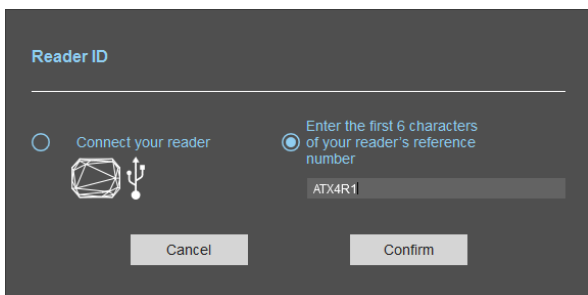 Reader ID
Connect your reader
Enter the first 6 characters
of your reader's reference
number
ATX4R1
Cancel
Confirm